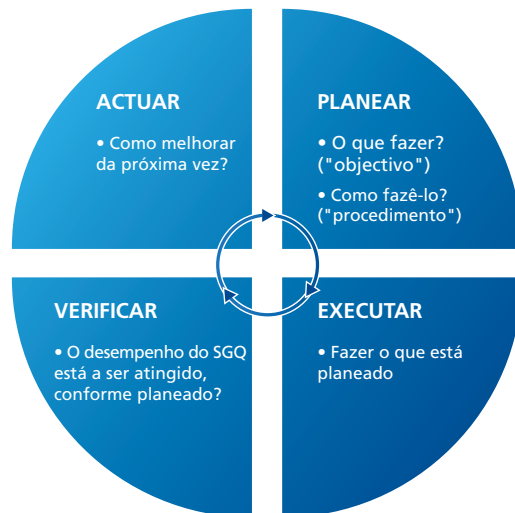 ACTUAR
• Como melhorar
da próxima vez?
PLANEAR
• O que fazer?
("objectivo")
• Como fazê-lo?
("procedimento")
VERIFICAR
• O desempenho do SGQ
está a ser atingido,
conforme planeado?
EXECUTAR
• Fazer o que está
planeado